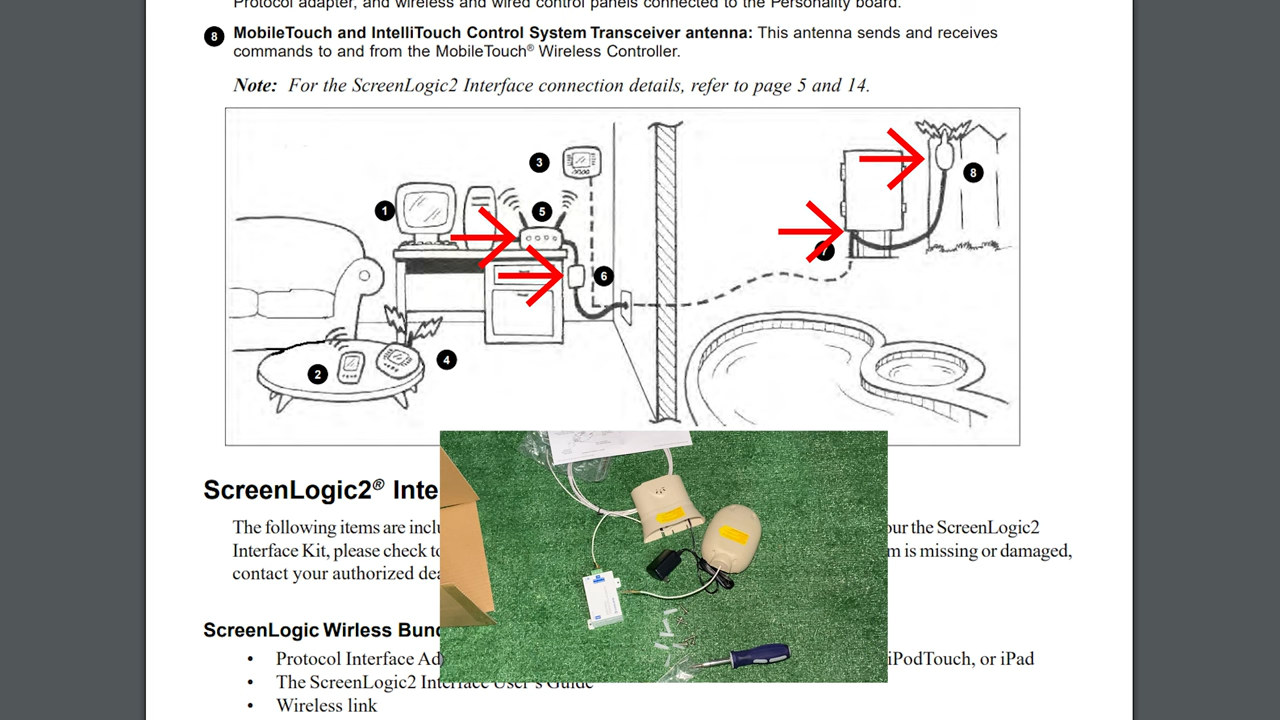 Protocol adapter, and wireless and wired control panels connected to the Personality board.
8 MobileTouch and IntelliTouch Control System Transceiver antenna: This antenna sends and receives
commands to and from the MobileTouch® Wireless Controller.
Note: For the ScreenLogic2 Interface connection details, refer to page 5 and 14.
3
8
1
5
7
6
4
2
ScreenLogic2® Inte
The following items are incl our the ScreenLogic2
Interface Kit, please check to m is missing or damaged,
contact your authorized dea
ScreenLogic Wirless Bun
• Protocol Interface Ad iPodTouch, or iPad
• The ScreenLogic2 Interface User's Guide
• Wireless link